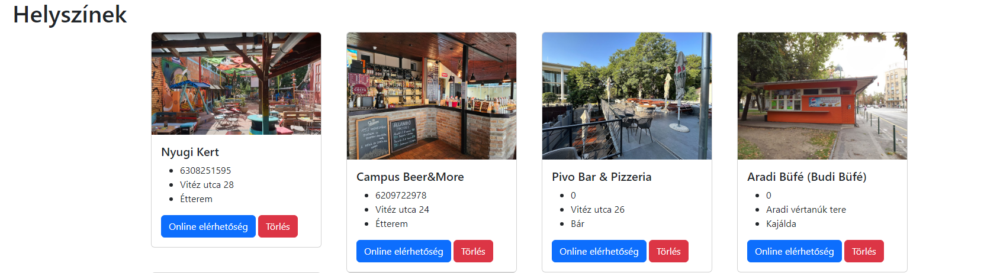 Helyszínek
Nyugi Kert
6308251595
Vitéz utca 28
Étterem
Online elérhetőség Törlés
Campus Beer&More
6209722978
Vitéz utca 24
Étterem
Online elérhetőség Törlés
Pivo Bar & Pizzeria
0
Vitéz utca 26
Bár
Online elérhetőség Törlés
Aradi Büfé (Budi Büfé)
0
Aradi vértanúk tere
Kajálda
Online elérhetőség Törlés
COSTA
ÁLLANDÓ